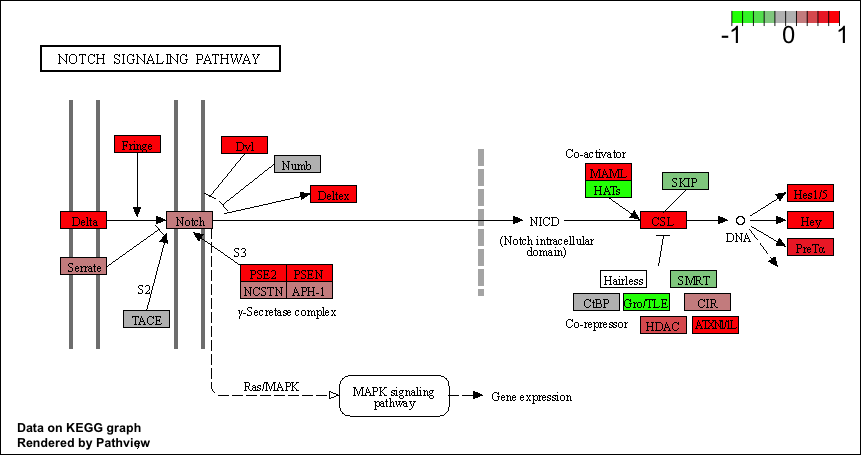 -1 0 1
NOTCH SIGNALING PATHWAY
Fringe
Dvl
Numb
Deltex
Delta
Notch
Serrate
S2
TACE
S3
PSE2 PSEN
NCSTN APH-1
γ-Secretase complex
NICD
(Notch intracellular
domain)
Co-activator
MAML
HATs
SKIP
CSL
DNA
Hes1/5
Hey
PreTα
Hairless
SMRT
CtBP
Gro/TLE
CIR
Co-repressor
HDAC
ATXN1L
Ras/MAPK
MAPK signaling
pathway
Gene expression
Data on KEGG graph
Rendered by Pathview